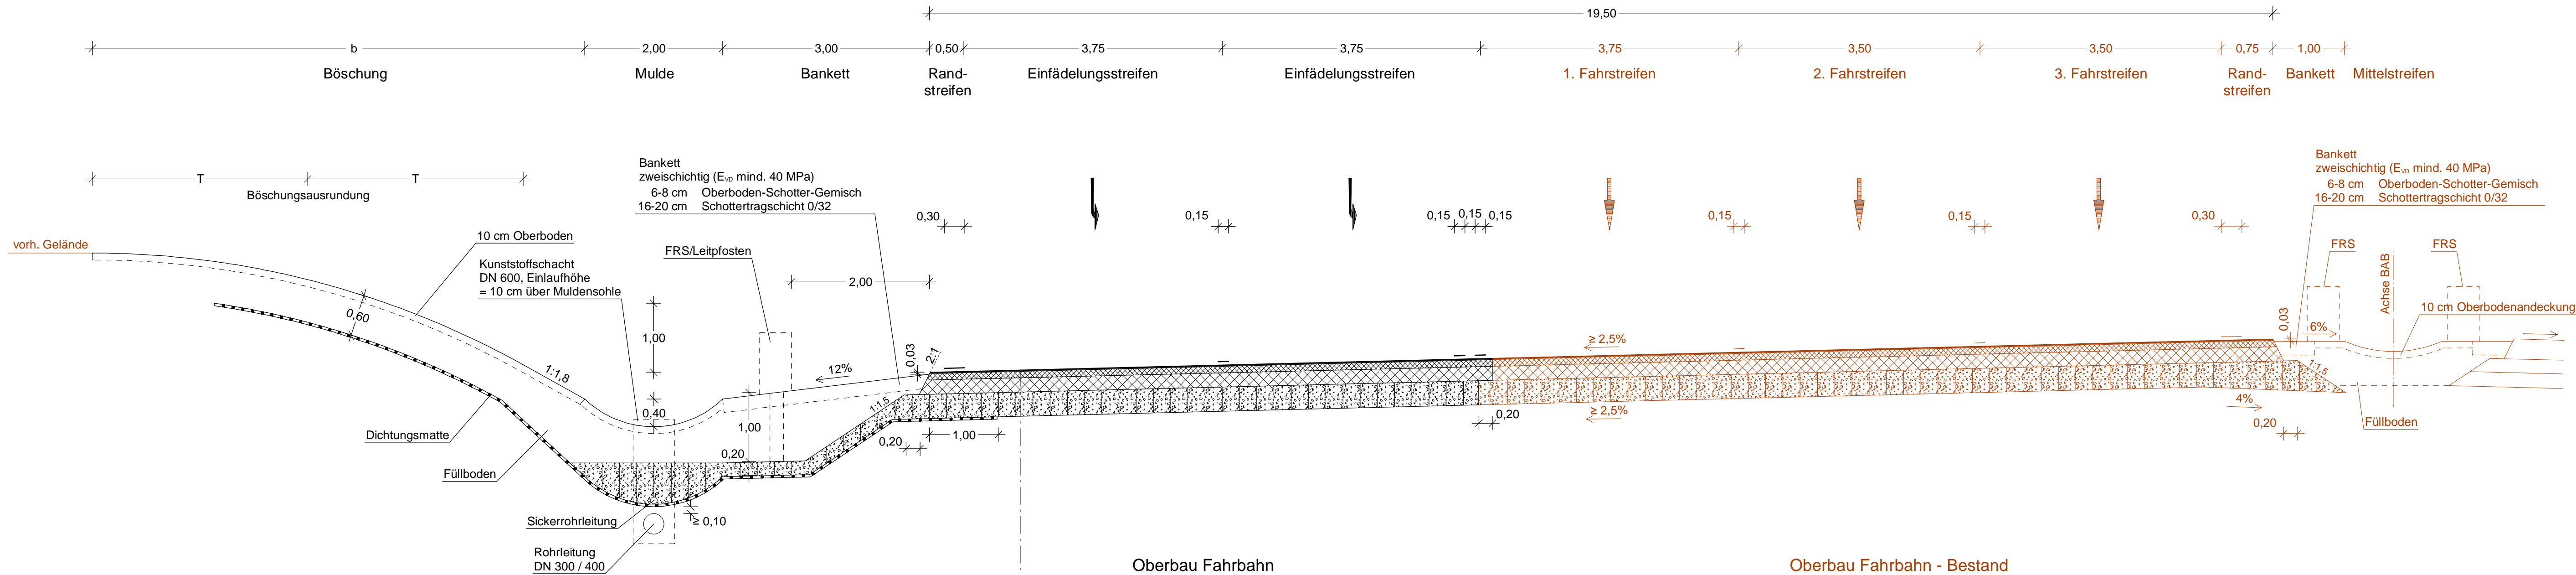 19,50
b
2,00
3,00
0,50
3,75
3,75
3,75
3,50
3,50
0,75
1,00
Böschung
Mulde
Bankett
Rand-
streifen
Einfädelungsstreifen
Einfädelungsstreifen
1. Fahrstreifen
2. Fahrstreifen
3. Fahrstreifen
Rand-
streifen
Bankett
Mittelstreifen
T
T
Böschungsausrundung
Bankett
zweischichtig (EVD mind. 40 MPa)
6-8 cm Oberboden-Schotter-Gemisch
16-20 cm Schottertragschicht 0/32
Bankett
zweischichtig (EVD mind. 40 MPa)
6-8 cm Oberboden-Schotter-Gemisch
16-20 cm Schottertragschicht 0/32
0,30
0,15
0,15
0,15
0,15
0,15
0,15
0,30
vorh. Gelände
10 cm Oberboden
Kunststoffschacht
DN 600, Einlaufhöhe
= 10 cm über Muldensohle
FRS/Leitpfosten
2,00
FRS
FRS
Achse BAB
10 cm Oberbodenandeckung
0,60
1,00
0,03
2:1
12%
≥ 2,5%
0,03
6%
1:1,8
0,40
1,00
1:1,5
1:1,5
≥ 2,5%
4%
0,20
0,20
0,20
1,00
0,20
Füllboden
Dichtungsmatte
Füllboden
Sickerrohrleitung
≥ 0,10
Rohrleitung
DN 300 / 400
Oberbau Fahrbahn
Oberbau Fahrbahn - Bestand